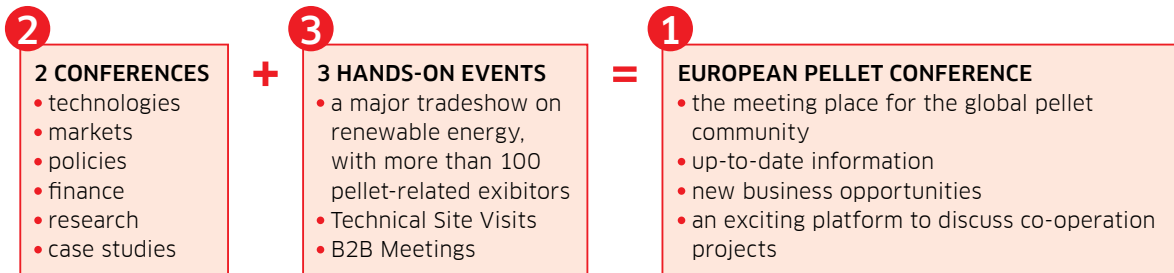 2
2 CONFERENCES
• technologies
• markets
• policies
• finance
• research
• case studies
+
3
3 HANDS-ON EVENTS
• a major tradeshow on
renewable energy,
with more than 100
pellet-related exibitors
• Technical Site Visits
• B2B Meetings
=
1
EUROPEAN PELLET CONFERENCE
• the meeting place for the global pellet
community
• up-to-date information
• new business opportunities
• an exciting platform to discuss co-operation
projects